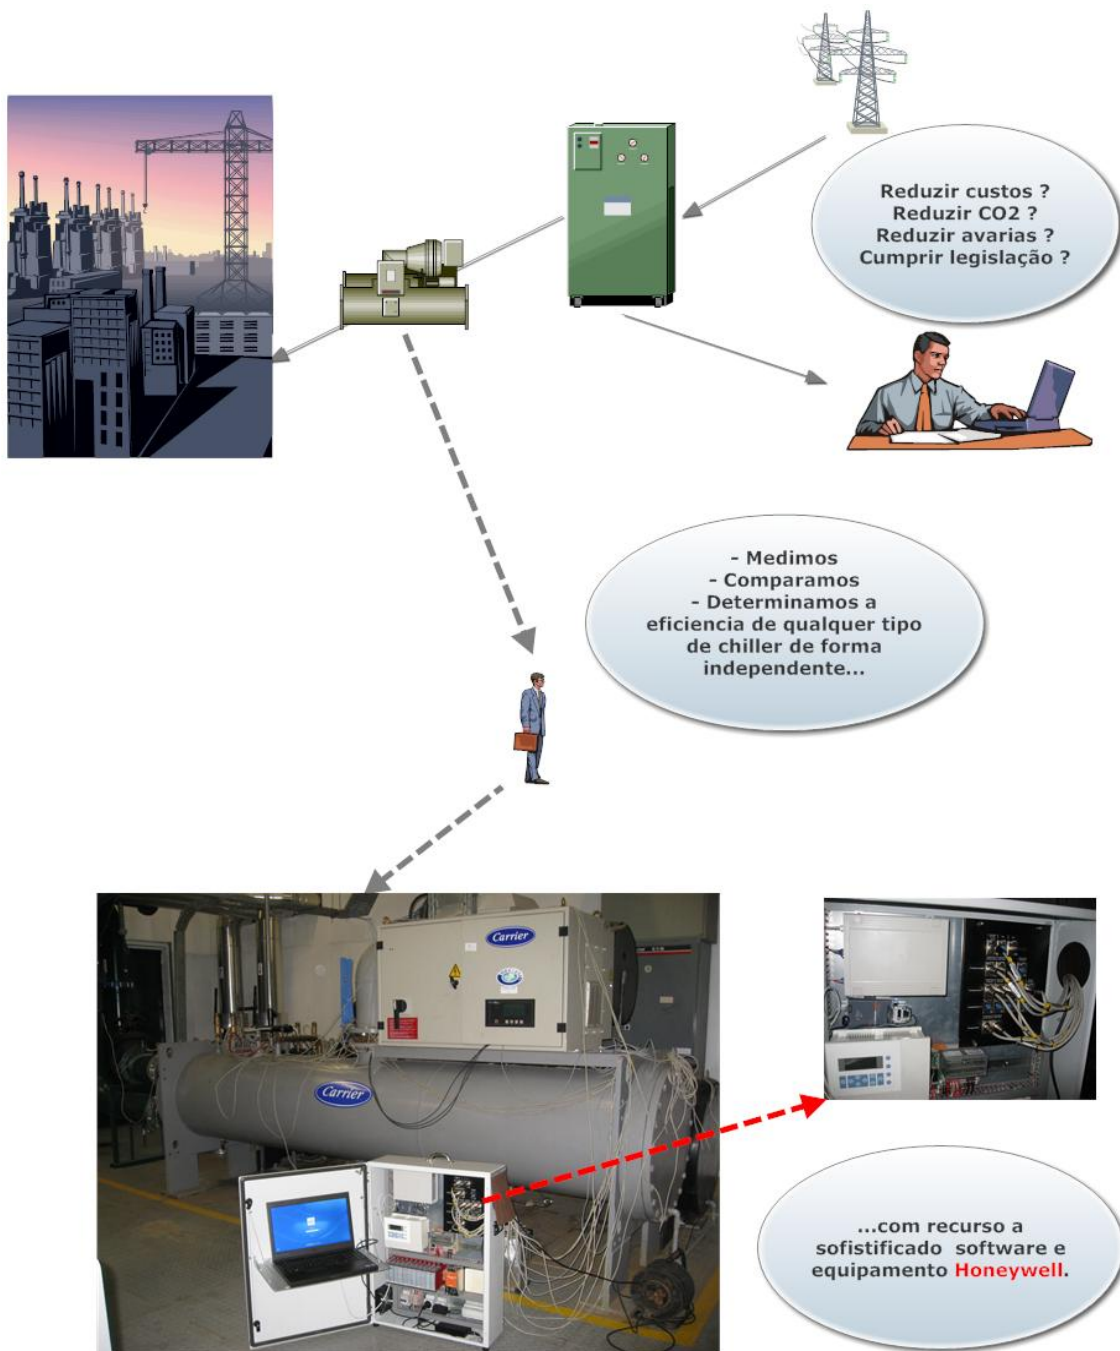 Reduzir custos ?
Reduzir CO2 ?
Reduzir avarias ?
Cumprir legislação ?
- Medimos
- Comparamos
- Determinamos a
eficiencia de qualquer tipo
de chiller de forma
independente...
Carrier
Carrier
...com recurso a
sofistificado software e
equipamento Honeywell.